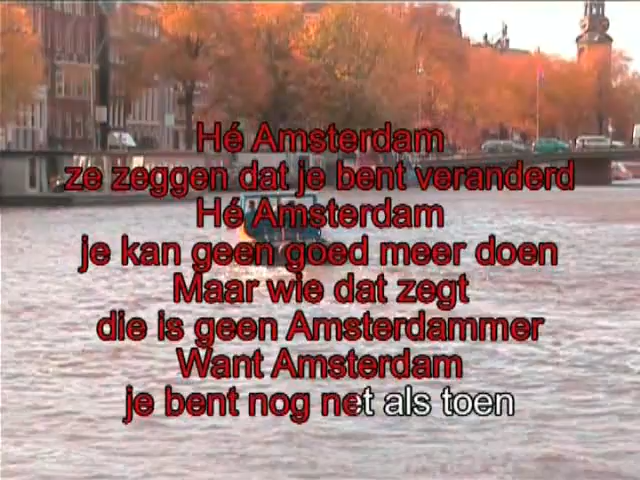 Hé Amsterdam
ze zeggen dat je bent veranderd
Hé Amsterdam
je kan geen goed meer doen
Maar wie dat zegt
die is geen Amsterdammer
Want Amsterdam
je bent nog net als toen